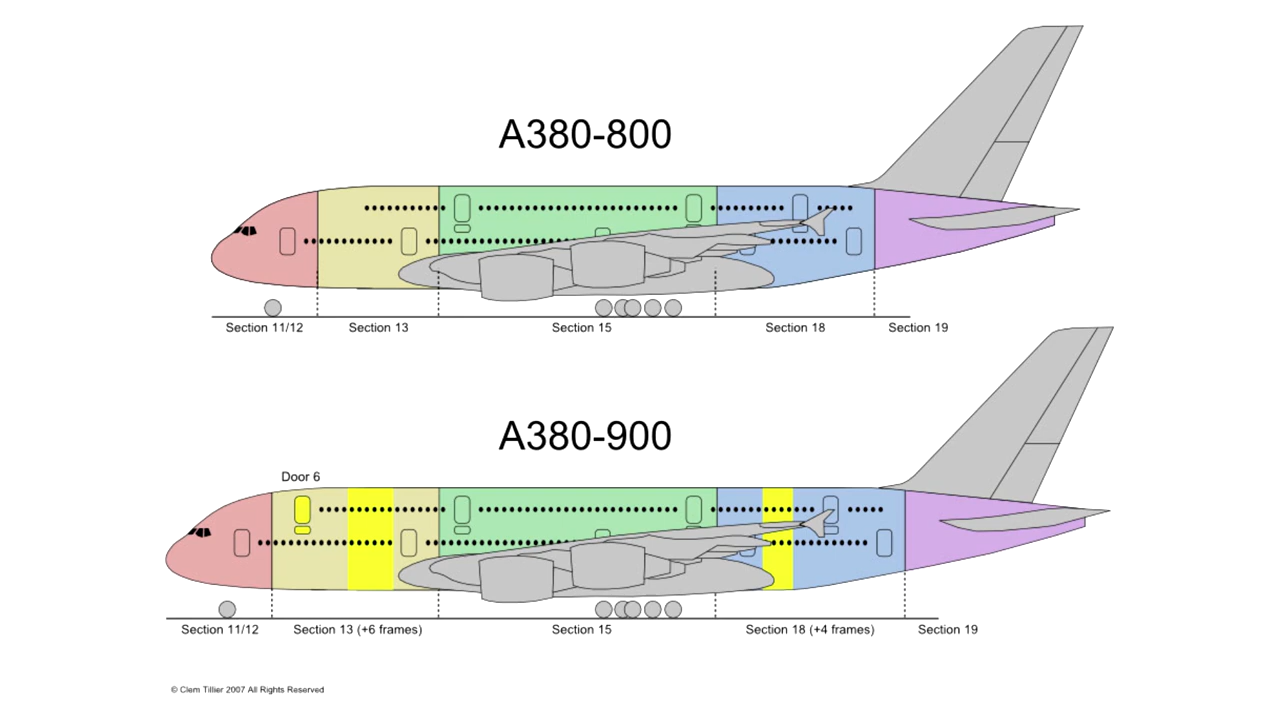 A380-800
Section 11/12 Section 13 Section 15 Section 18 Section 19
A380-900
Door 6
Section 11/12 Section 13 (+6 frames) Section 15 Section 18 (+4 frames) Section 19
© Clem Tillier 2007 All Rights Reserved